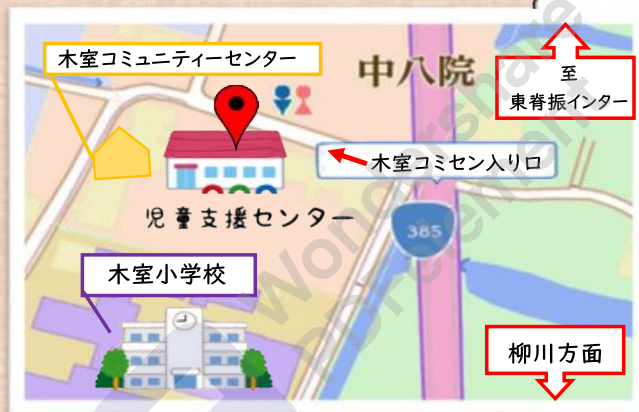 木室コミュニティーセンター
中八院
至
東脊振インター
木室コミセン入り口
児童支援センター
385
木室小学校
柳川方面
Wondershare
PDFelement